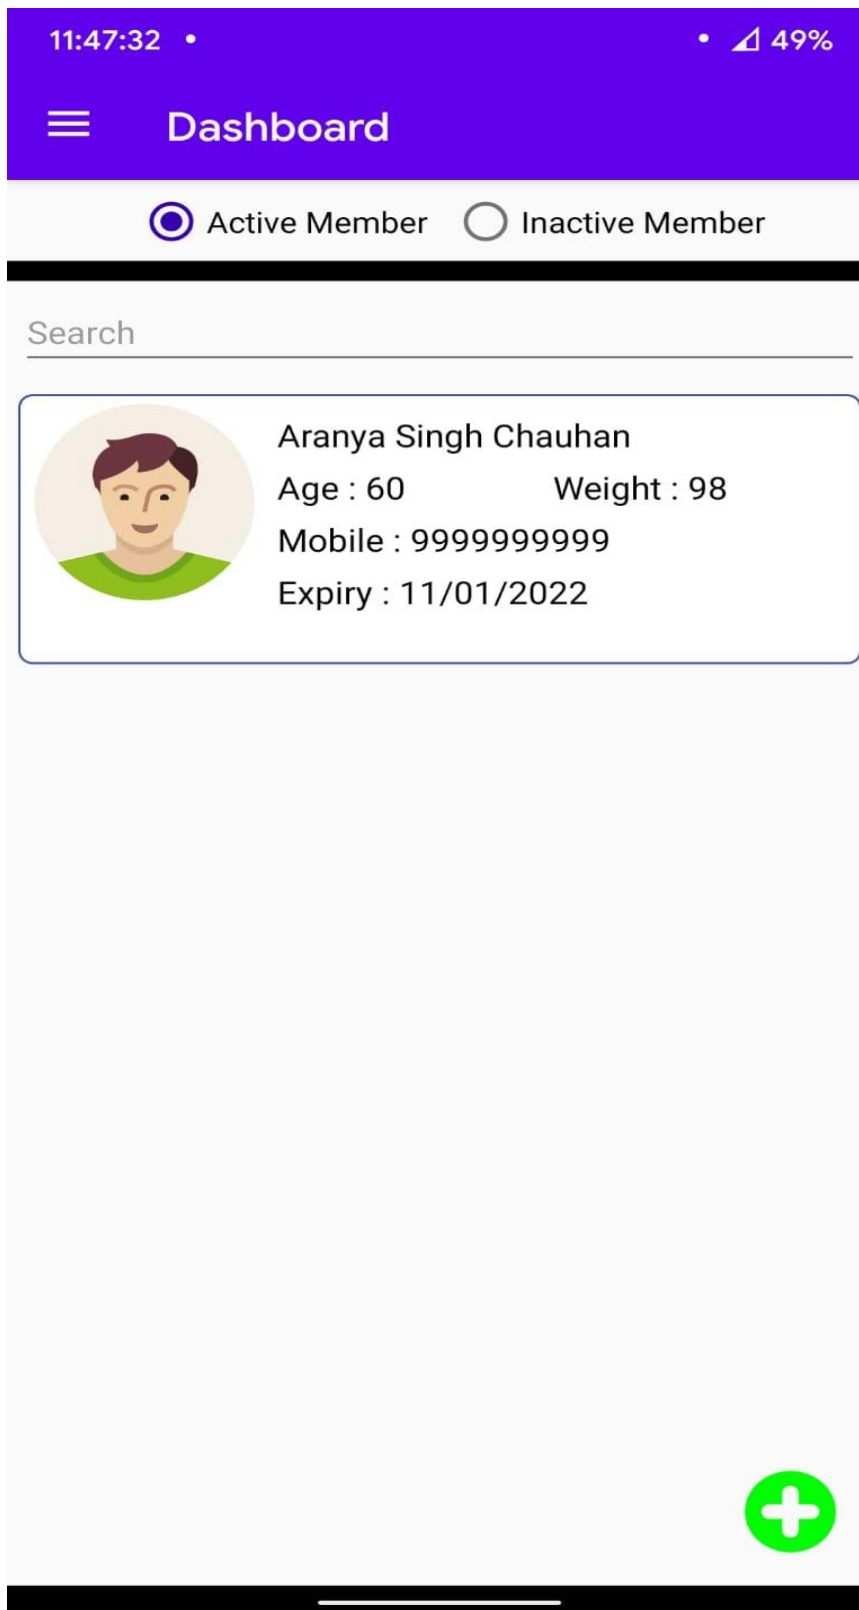 11:47:32 • • 49%
Dashboard
Active Member Inactive Member
Search
Aranya Singh Chauhan
Age : 60 Weight : 98
Mobile : 9999999999
Expiry : 11/01/2022